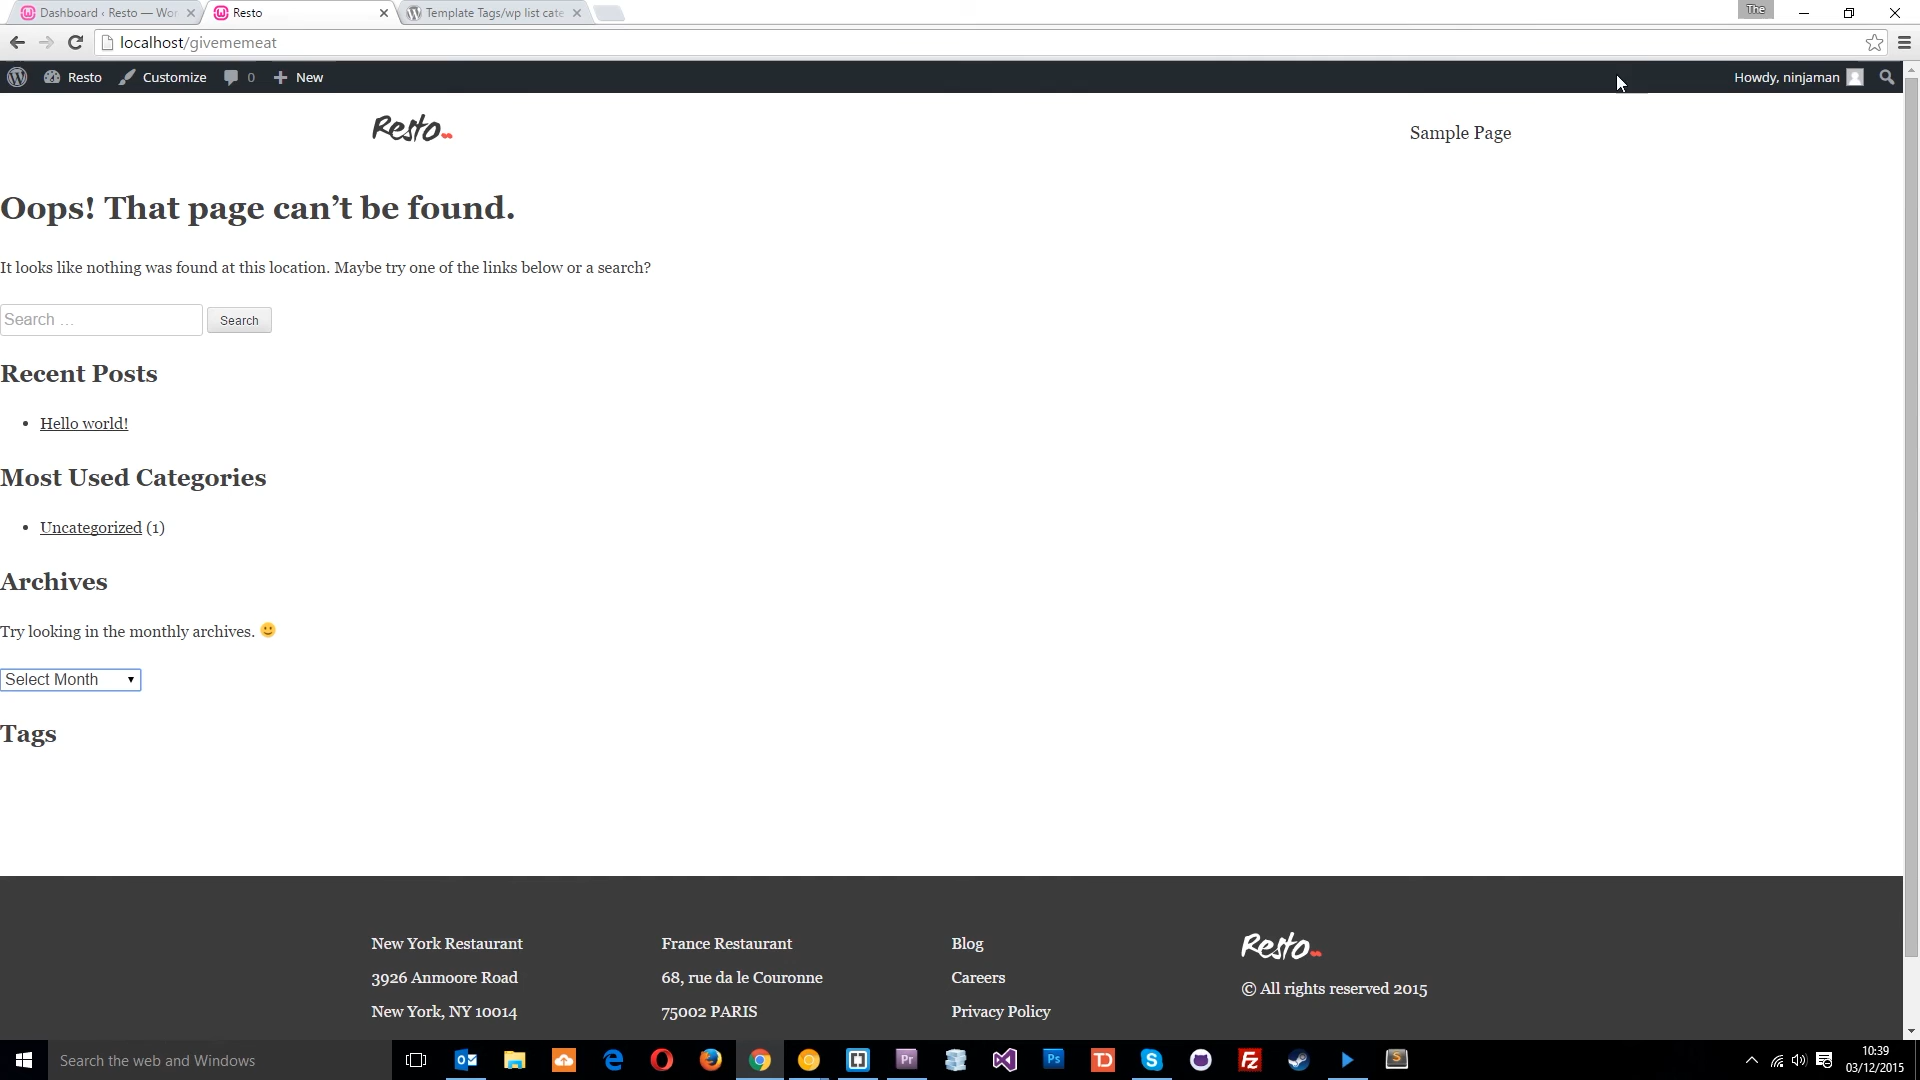 Dashboard ‹ Resto — Wor
Resto
Template Tags/wp list cate
The
localhost/givememeat
Resto
Customize
0
New
Howdy, ninjaman
Resto
Sample Page
Oops! That page can’t be found.
It looks like nothing was found at this location. Maybe try one of the links below or a search?
Search …
Search
Recent Posts
• Hello world!
Most Used Categories
• Uncategorized (1)
Archives
Try looking in the monthly archives. 🙂
Select Month
Tags
New York Restaurant
3926 Anmoore Road
New York, NY 10014
France Restaurant
68, rue da le Couronne
75002 PARIS
Blog
Careers
Privacy Policy
Resto
© All rights reserved 2015
Search the web and Windows
Pr
Ps
TD
Fz
S
10:39
03/12/2015